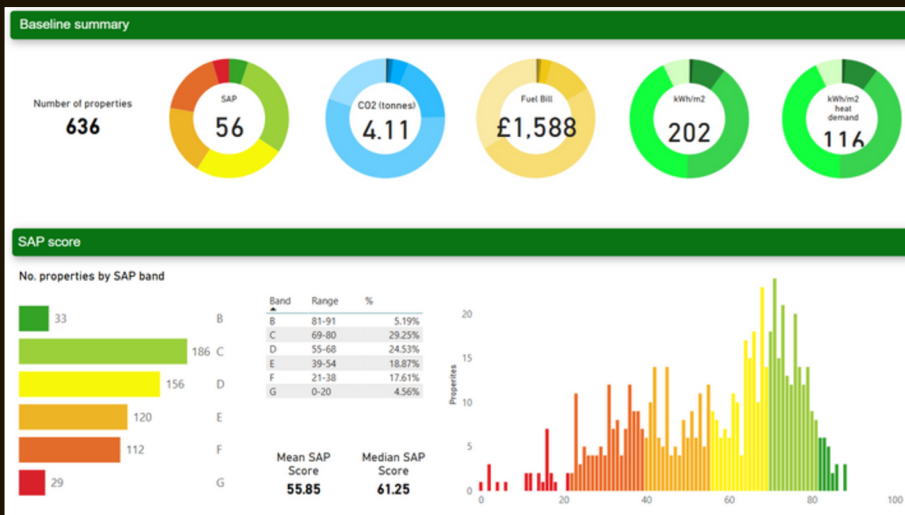 Baseline summary
Number of properties
636
SAP
56
CO2 (tonnes)
4.11
Fuel Bill
£1,588
kWh/m2
202
kWh/m2
heat
demand
116
SAP score
No. properties by SAP band
33 B
186 C
156 D
120 E
112 F
29 G
Band Range %
B 81-91 5.19%
C 69-80 29.25%
D 55-68 24.53%
E 39-54 18.87%
F 21-38 17.61%
G 0-20 4.56%
Mean SAP
Score
55.85
Median SAP
Score
61.25
Properites
20
15
10
5
0
0 20 40 60 80 100